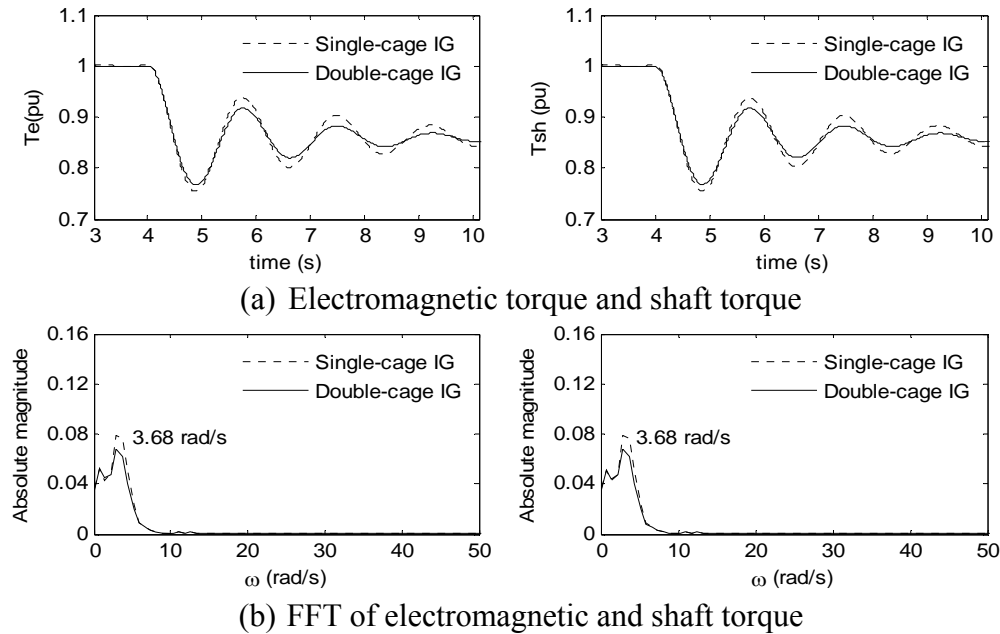 1.1
1
0.9
0.8
0.7
Te(pu)
Single-cage IG
Double-cage IG
3 4 5 6 7 8 9 10
time (s)
1.1
1
0.9
0.8
0.7
Tsh (pu)
Single-cage IG
Double-cage IG
3 4 5 6 7 8 9 10
time (s)
(a) Electromagnetic torque and shaft torque
0.16
0.12
0.08
0.04
0
Absolute magnitude
Single-cage IG
Double-cage IG
3.68 rad/s
0 10 20 30 40 50
ω (rad/s)
0.16
0.12
0.08
0.04
0
Absolute magnitude
Single-cage IG
Double-cage IG
3.68 rad/s
0 10 20 30 40 50
ω (rad/s)
(b) FFT of electromagnetic and shaft torque